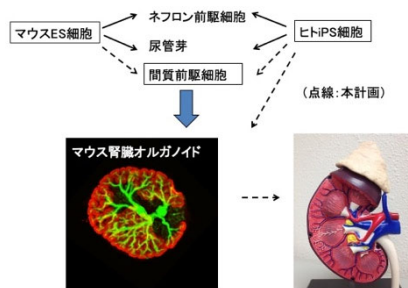 ネフロン前駆細胞
マウスES細胞
ヒトiPS細胞
尿管芽
間質前駆細胞
(点線:本計画)
マウス腎臓オルガノイド